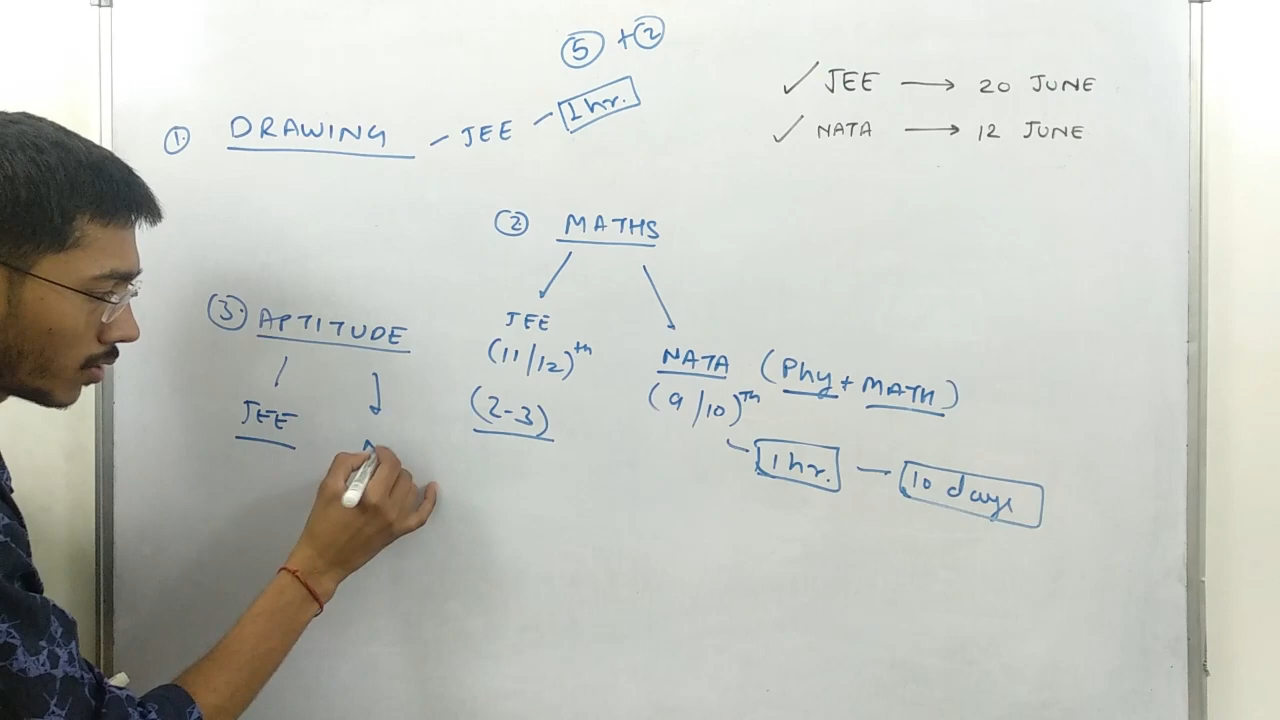 5 + 2
1. DRAWING – JEE – 1 hr.
✓ JEE → 20 JUNE
✓ NATA → 12 JUNE
2. MATHS
JEE
(11/12)th
(2-3)
NATA (Phy + MATH)
(9/10)Th
1 hr. – 10 days
3. APTITUDE
JEE